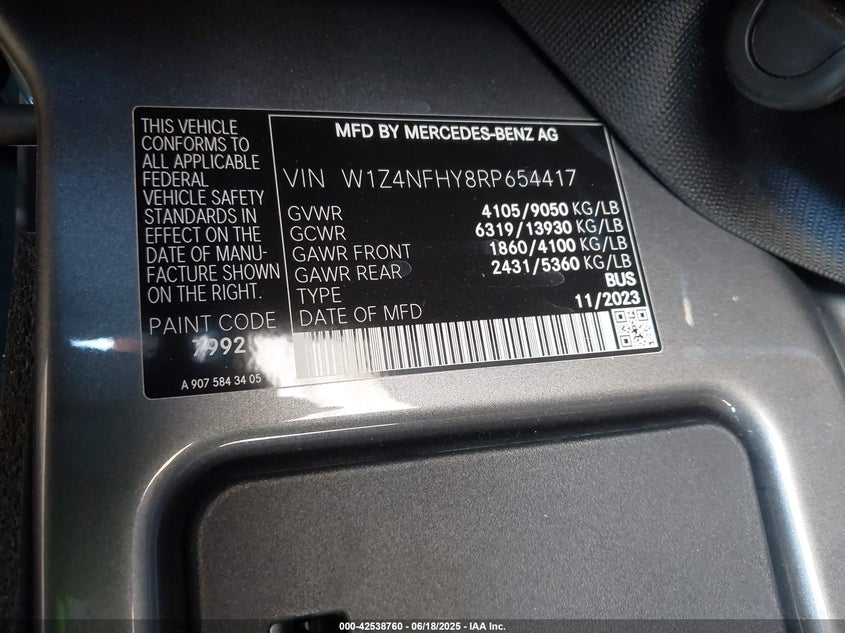 THIS VEHICLE
CONFORMS TO
ALL APPLICABLE
FEDERAL
VEHICLE SAFETY
STANDARDS IN
EFFECT ON THE
DATE OF MANU-
FACTURE SHOWN
ON THE RIGHT.
PAINT CODE
7992
A 907 584 34 05
MFD BY MERCEDES-BENZ AG
VIN W1Z4NFHY8RP654417
GVWR 4105/9050 KG/LB
GCWR 6319/13930 KG/LB
GAWR FRONT 1860/4100 KG/LB
GAWR REAR 2431/5360 KG/LB
TYPE BUS
DATE OF MFD 11/2023
000-42538760 - 06/18/2025 - IAA Inc.